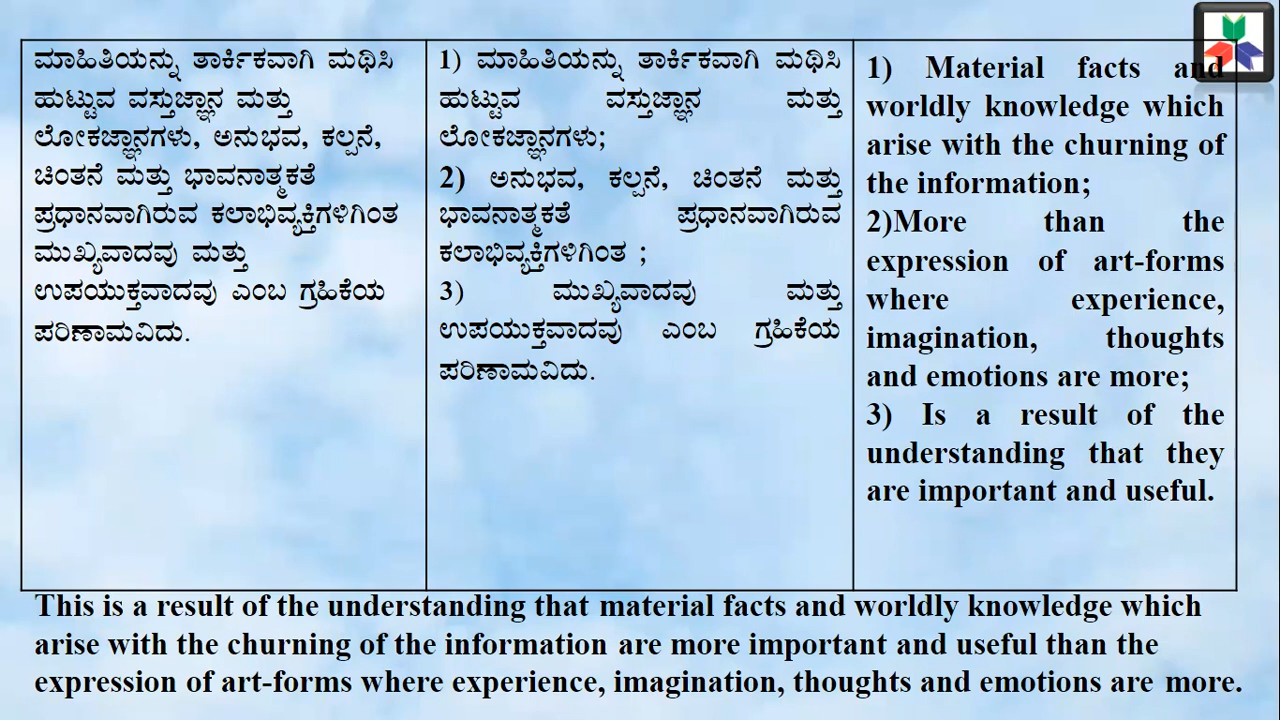 ಮಾಹಿತಿಯನ್ನು ತಾರ್ಕಿಕವಾಗಿ ಮಥಿಸಿ
ಹುಟ್ಟುವ ವಸ್ತುಜ್ಞಾನ ಮತ್ತು
ಲೋಕಜ್ಞಾನಗಳು, ಅನುಭವ, ಕಲ್ಪನೆ,
ಚಿಂತನೆ ಮತ್ತು ಭಾವನಾತ್ಮಕತೆ
ಪ್ರಧಾನವಾಗಿರುವ ಕಲಾಭಿವ್ಯಕ್ತಿಗಳಿಗಿಂತ
ಮುಖ್ಯವಾದವು ಮತ್ತು
ಉಪಯುಕ್ತವಾದವು ಎಂಬ ಗ್ರಹಿಕೆಯ
ಪರಿಣಾಮವಿದು.
1) ಮಾಹಿತಿಯನ್ನು ತಾರ್ಕಿಕವಾಗಿ ಮಥಿಸಿ
ಹುಟ್ಟುವ ವಸ್ತುಜ್ಞಾನ ಮತ್ತು
ಲೋಕಜ್ಞಾನಗಳು;
2) ಅನುಭವ, ಕಲ್ಪನೆ, ಚಿಂತನೆ ಮತ್ತು
ಭಾವನಾತ್ಮಕತೆ ಪ್ರಧಾನವಾಗಿರುವ
ಕಲಾಭಿವ್ಯಕ್ತಿಗಳಿಗಿಂತ ;
3) ಮುಖ್ಯವಾದವು ಮತ್ತು
ಉಪಯುಕ್ತವಾದವು ಎಂಬ ಗ್ರಹಿಕೆಯ
ಪರಿಣಾಮವಿದು.
1) Material facts and
worldly knowledge which
arise with the churning of
the information;
2)More than the
expression of art-forms
where experience,
imagination, thoughts
and emotions are more;
3) Is a result of the
understanding that they
are important and useful.
This is a result of the understanding that material facts and worldly knowledge which
arise with the churning of the information are more important and useful than the
expression of art-forms where experience, imagination, thoughts and emotions are more.